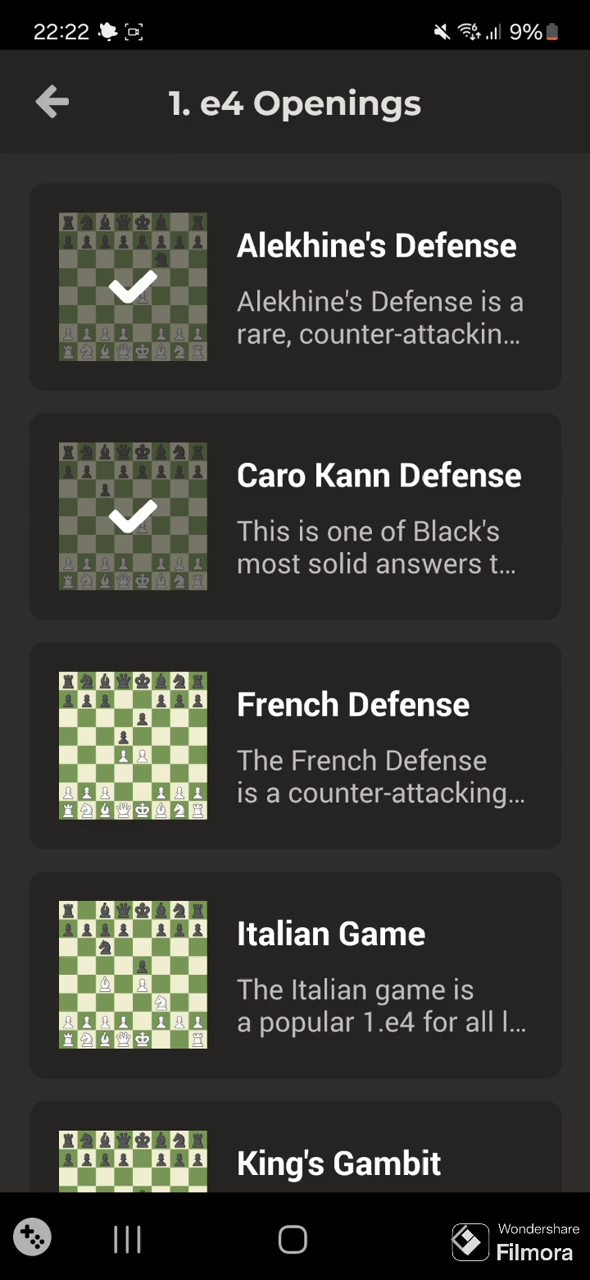 22:22
9%
1. e4 Openings
Alekhine's Defense
Alekhine's Defense is a
rare, counter-attackin...
Caro Kann Defense
This is one of Black's
most solid answers t...
French Defense
The French Defense
is a counter-attacking...
Italian Game
The Italian game is
a popular 1.e4 for all l...
King's Gambit
Wondershare
Filmora